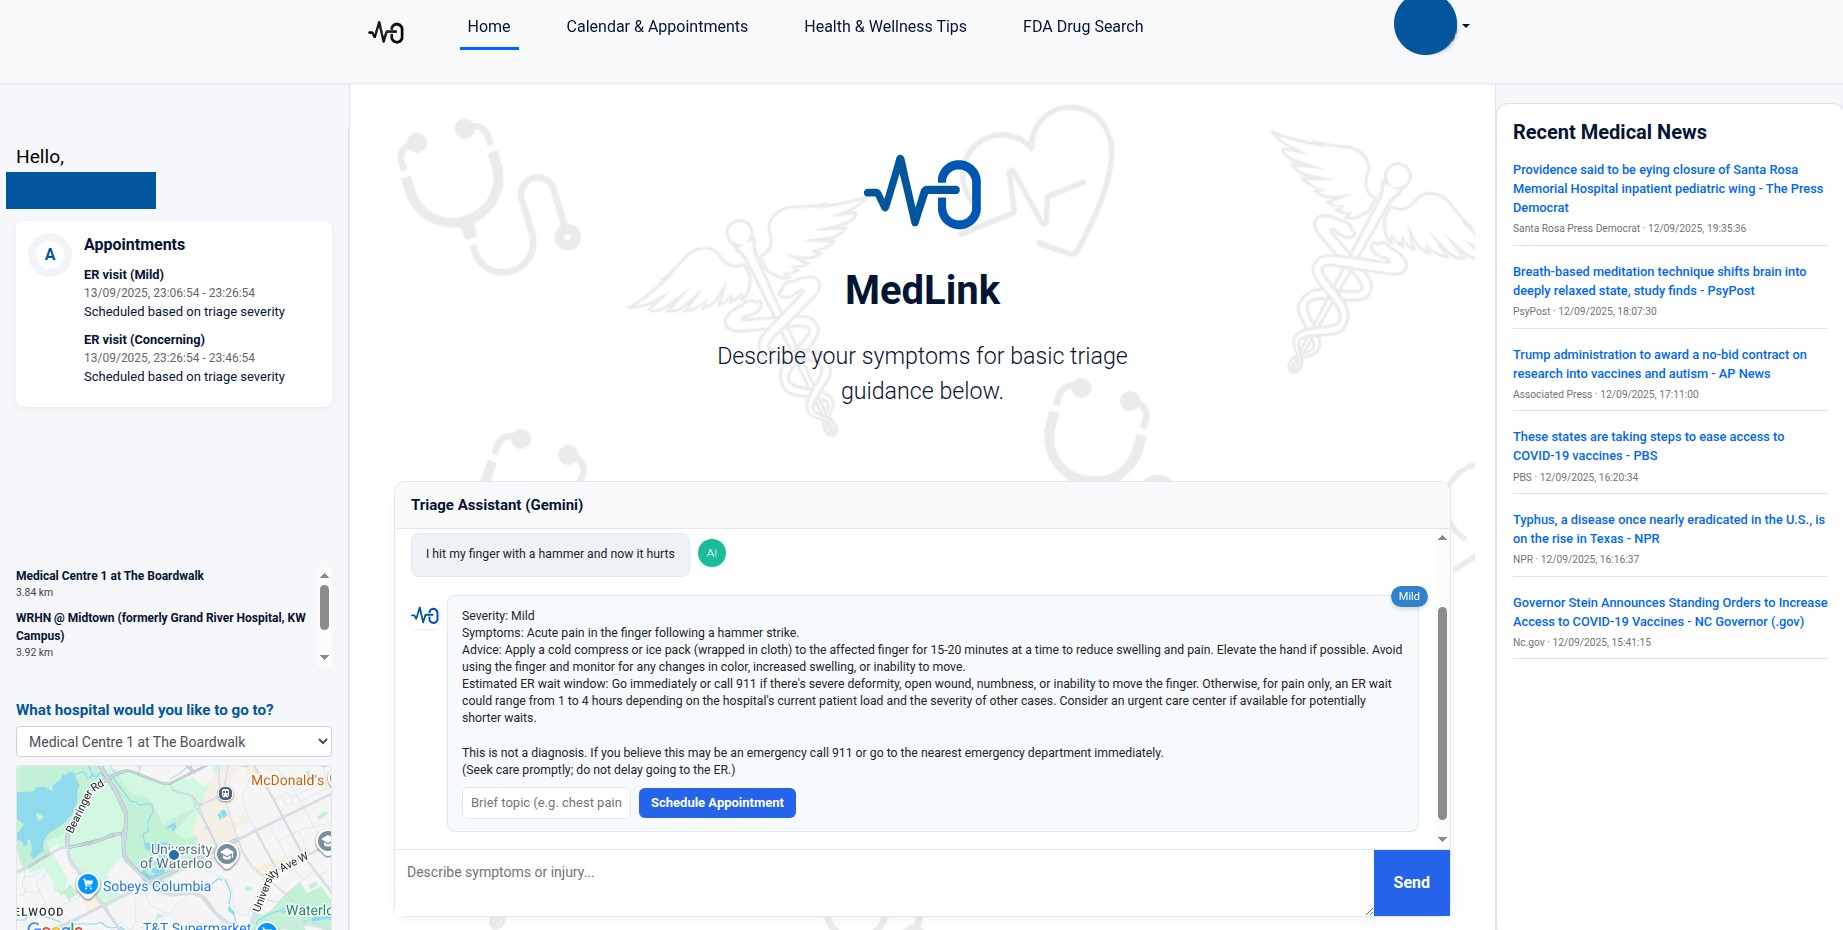 Home
Calendar & Appointments
Health & Wellness Tips
FDA Drug Search
Hello,
A
Appointments
ER visit (Mild)
13/09/2025, 23:06:54 - 23:26:54
Scheduled based on triage severity
ER visit (Concerning)
13/09/2025, 23:26:54 - 23:46:54
Scheduled based on triage severity
Medical Centre 1 at The Boardwalk
3.84 km
WRHN @ Midtown (formerly Grand River Hospital, KW
Campus)
3.92 km
What hospital would you like to go to?
Medical Centre 1 at The Boardwalk
McDonald's
Bearinger Rd
University
of Waterloo
University Ave W
Sobeys Columbia
ELWOOD
Waterlo
Google
T&T Supermarket
MedLink
Describe your symptoms for basic triage
guidance below.
Triage Assistant (Gemini)
I hit my finger with a hammer and now it hurts
AI
Mild
Severity: Mild
Symptoms: Acute pain in the finger following a hammer strike.
Advice: Apply a cold compress or ice pack (wrapped in cloth) to the affected finger for 15-20 minutes at a time to reduce swelling and pain. Elevate the hand if possible. Avoid
using the finger and monitor for any changes in color, increased swelling, or inability to move.
Estimated ER wait window: Go immediately or call 911 if there's severe deformity, open wound, numbness, or inability to move the finger. Otherwise, for pain only, an ER wait
could range from 1 to 4 hours depending on the hospital's current patient load and the severity of other cases. Consider an urgent care center if available for potentially
shorter waits.
This is not a diagnosis. If you believe this may be an emergency call 911 or go to the nearest emergency department immediately.
(Seek care promptly; do not delay going to the ER.)
Brief topic (e.g. chest pain
Schedule Appointment
Describe symptoms or injury...
Send
Recent Medical News
Providence said to be eying closure of Santa Rosa
Memorial Hospital inpatient pediatric wing - The Press
Democrat
Santa Rosa Press Democrat · 12/09/2025, 19:35:36
Breath-based meditation technique shifts brain into
deeply relaxed state, study finds - PsyPost
PsyPost · 12/09/2025, 18:07:30
Trump administration to award a no-bid contract on
research into vaccines and autism - AP News
Associated Press · 12/09/2025, 17:11:00
These states are taking steps to ease access to
COVID-19 vaccines - PBS
PBS · 12/09/2025, 16:20:34
Typhus, a disease once nearly eradicated in the U.S., is
on the rise in Texas - NPR
NPR · 12/09/2025, 16:16:37
Governor Stein Announces Standing Orders to Increase
Access to COVID-19 Vaccines - NC Governor (.gov)
Nc.gov · 12/09/2025, 15:41:15